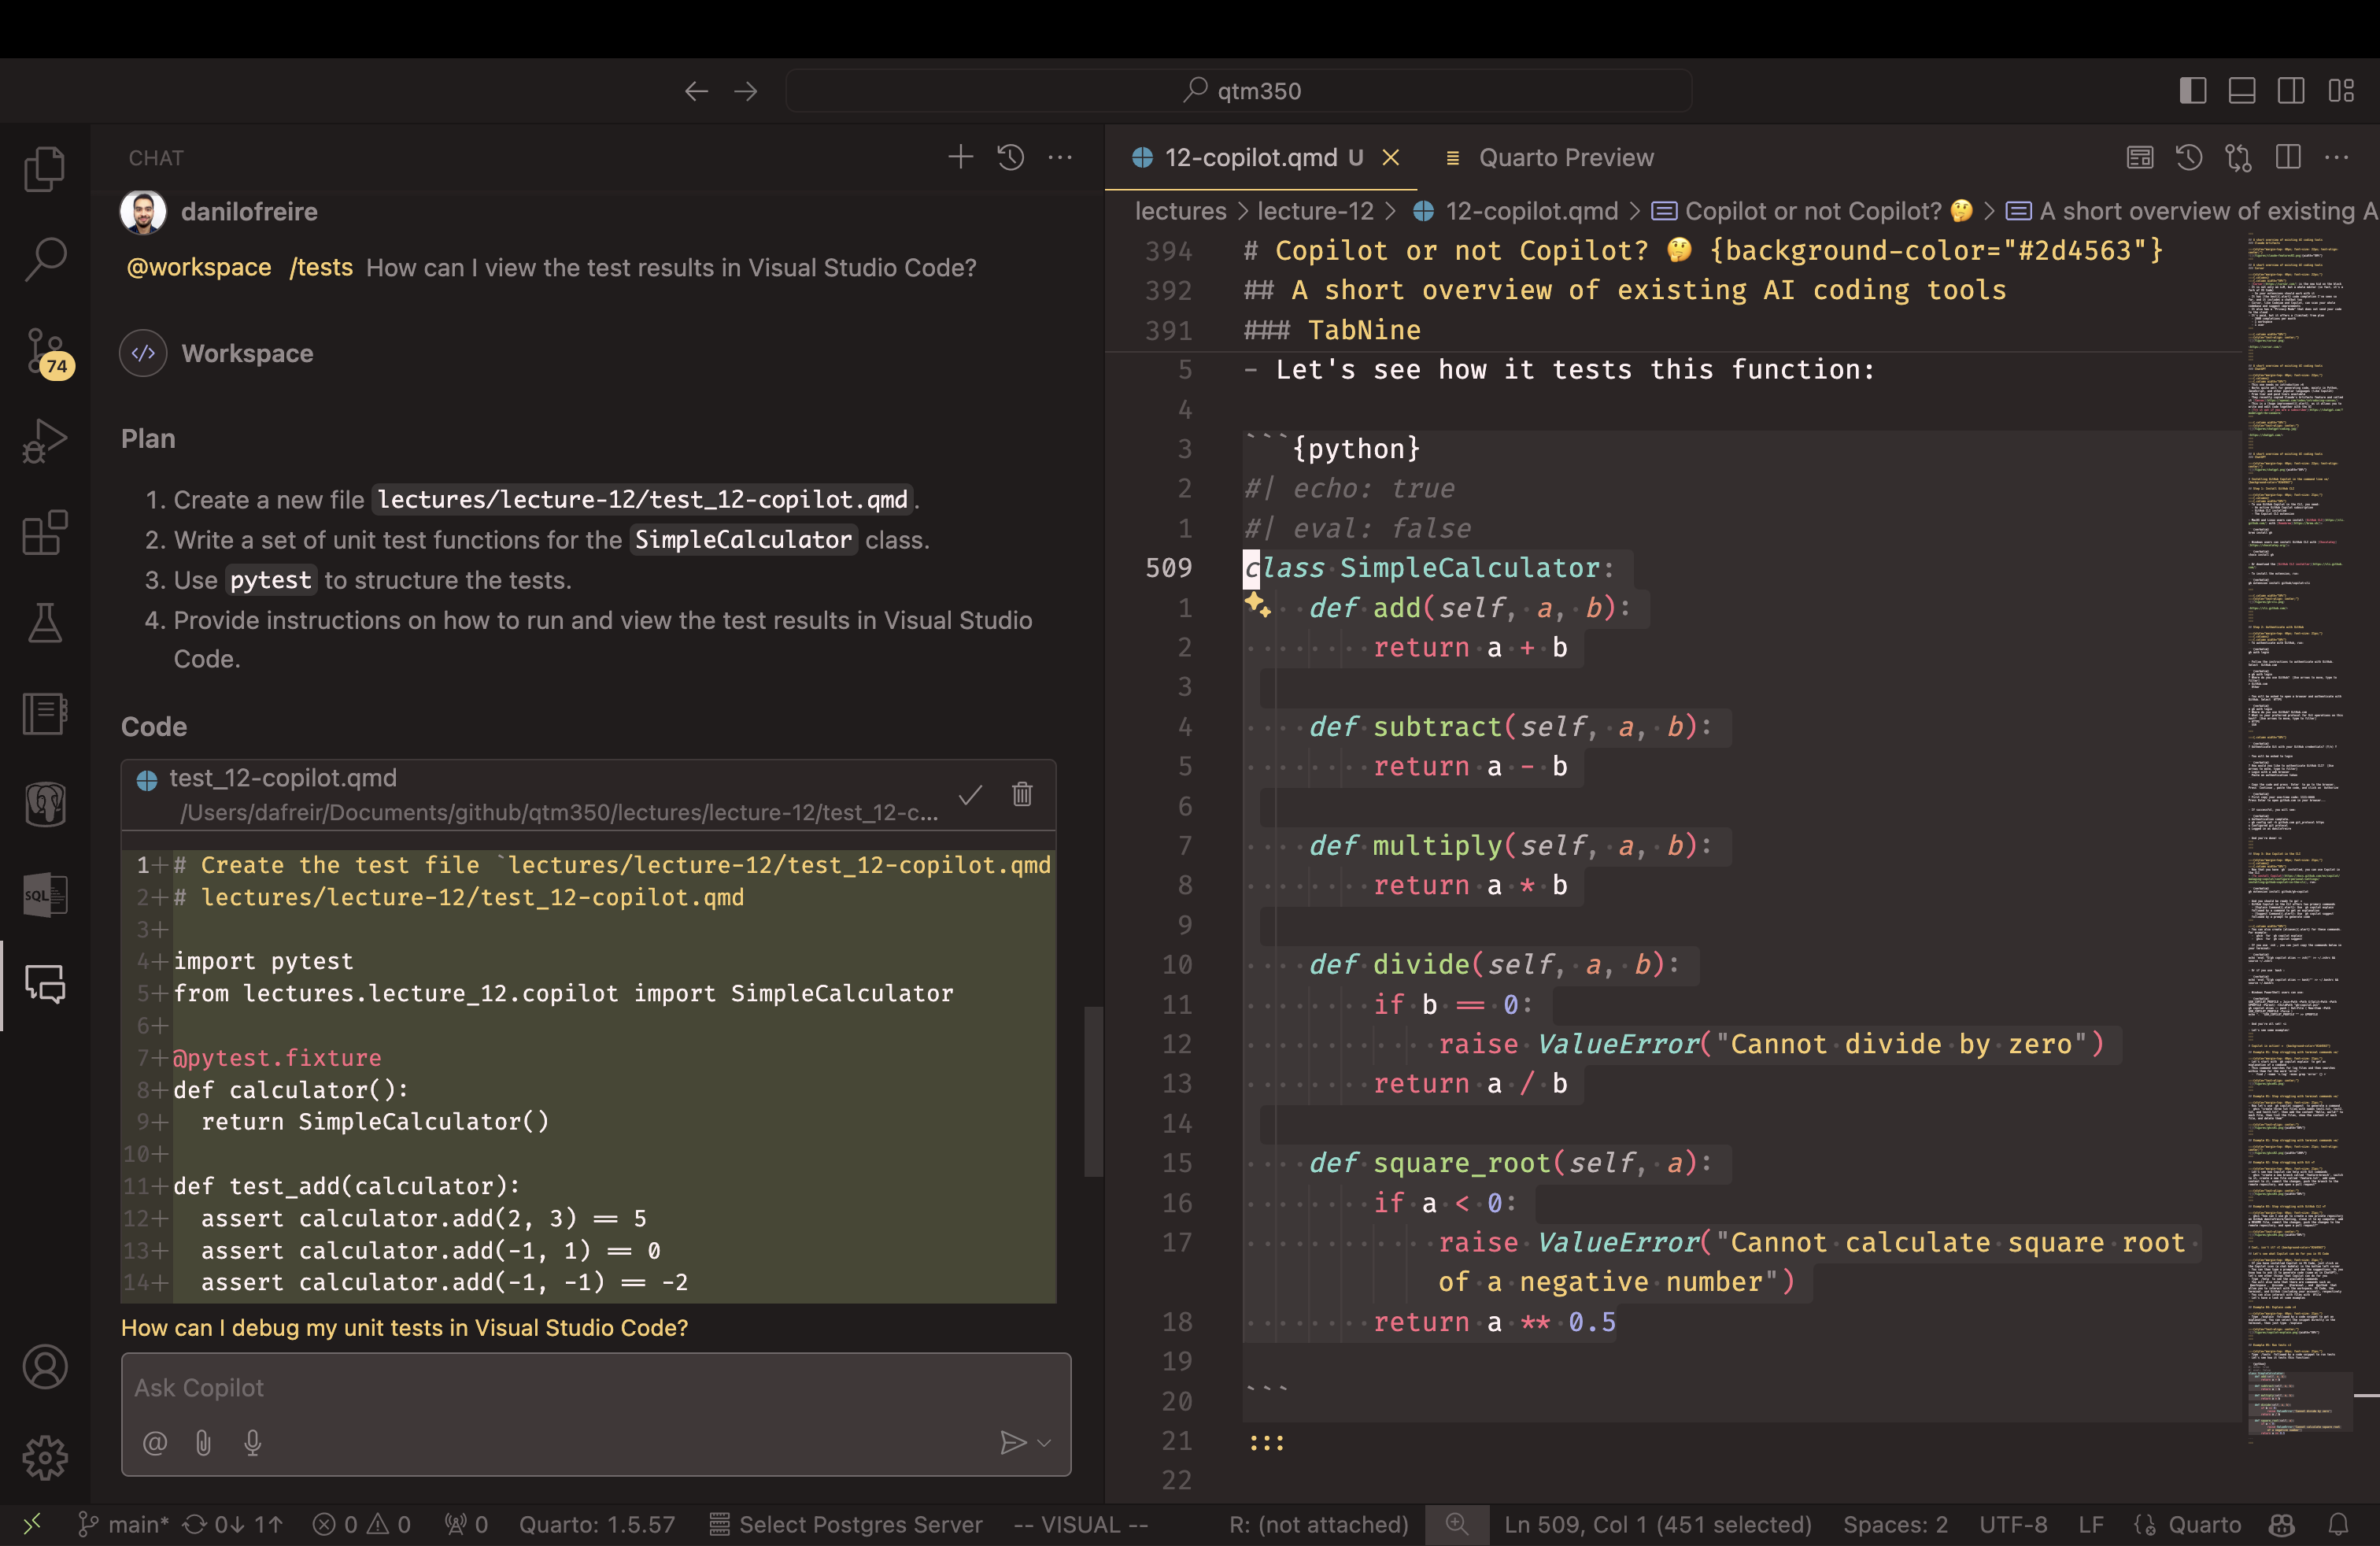 qtm350
CHAT
danilofreire
@workspace /tests How can I view the test results in Visual Studio Code?
Workspace
Plan
1. Create a new file lectures/lecture-12/test_12-copilot.qmd.
2. Write a set of unit test functions for the SimpleCalculator class.
3. Use pytest to structure the tests.
4. Provide instructions on how to run and view the test results in Visual Studio
Code.
Code
test_12-copilot.qmd
/Users/dafreir/Documents/github/qtm350/lectures/lecture-12/test_12-c...
1+ # Create the test file `lectures/lecture-12/test_12-copilot.qmd
2+ # lectures/lecture-12/test_12-copilot.qmd
3+
4+ import pytest
5+ from lectures.lecture_12.copilot import SimpleCalculator
6+
7+ @pytest.fixture
8+ def calculator():
9+   return SimpleCalculator()
10+
11+ def test_add(calculator):
12+   assert calculator.add(2, 3) == 5
13+   assert calculator.add(-1, 1) == 0
14+   assert calculator.add(-1, -1) == -2
How can I debug my unit tests in Visual Studio Code?
Ask Copilot
74
SQL
12-copilot.qmd U
Quarto Preview
lectures > lecture-12 > 12-copilot.qmd > Copilot or not Copilot? 🤔 > A short overview of existing A
394 # Copilot or not Copilot? 🤔 {background-color="#2d4563"}
392 ## A short overview of existing AI coding tools
391 ### TabNine
5 - Let's see how it tests this function:
4
3 ```{python}
2 #| echo: true
1 #| eval: false
509 class SimpleCalculator:
1     def add(self, a, b):
2         return a + b
3
4     def subtract(self, a, b):
5         return a - b
6
7     def multiply(self, a, b):
8         return a * b
9
10     def divide(self, a, b):
11         if b == 0:
12             raise ValueError("Cannot divide by zero")
13         return a / b
14
15     def square_root(self, a):
16         if a < 0:
17             raise ValueError("Cannot calculate square root
of a negative number")
18         return a ** 0.5
19
20 ```
21 :::
22
main* 0↓ 1↑ 0 0 0 Quarto: 1.5.57 Select Postgres Server -- VISUAL -- R: (not attached) Ln 509, Col 1 (451 selected) Spaces: 2 UTF-8 LF Quarto